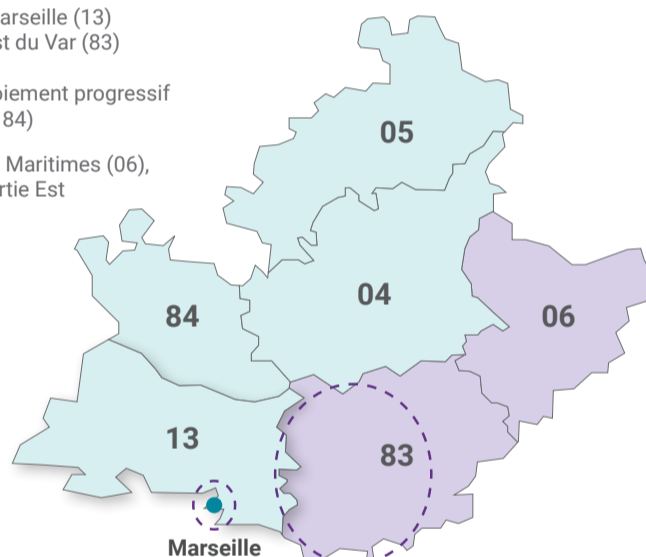 arseille (13)
st du Var (83)
oiement progressif
84)
Maritimes (06),
rtie Est
05
04
84
06
13
83
Marseille